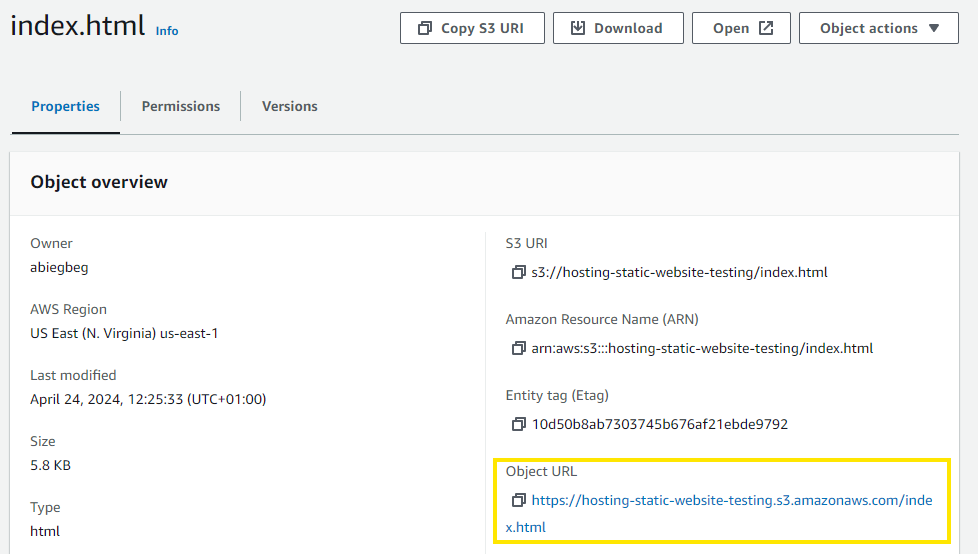 index.html Info
Copy S3 URI
Download
Open
Object actions
Properties
Permissions
Versions
Object overview
Owner
abiegbeg
AWS Region
US East (N. Virginia) us-east-1
Last modified
April 24, 2024, 12:25:33 (UTC+01:00)
Size
5.8 KB
Type
html
S3 URI
s3://hosting-static-website-testing/index.html
Amazon Resource Name (ARN)
arn:aws:s3:::hosting-static-website-testing/index.html
Entity tag (Etag)
10d50b8ab7303745b676af21ebde9792
Object URL
https://hosting-static-website-testing.s3.amazonaws.com/inde
x.html